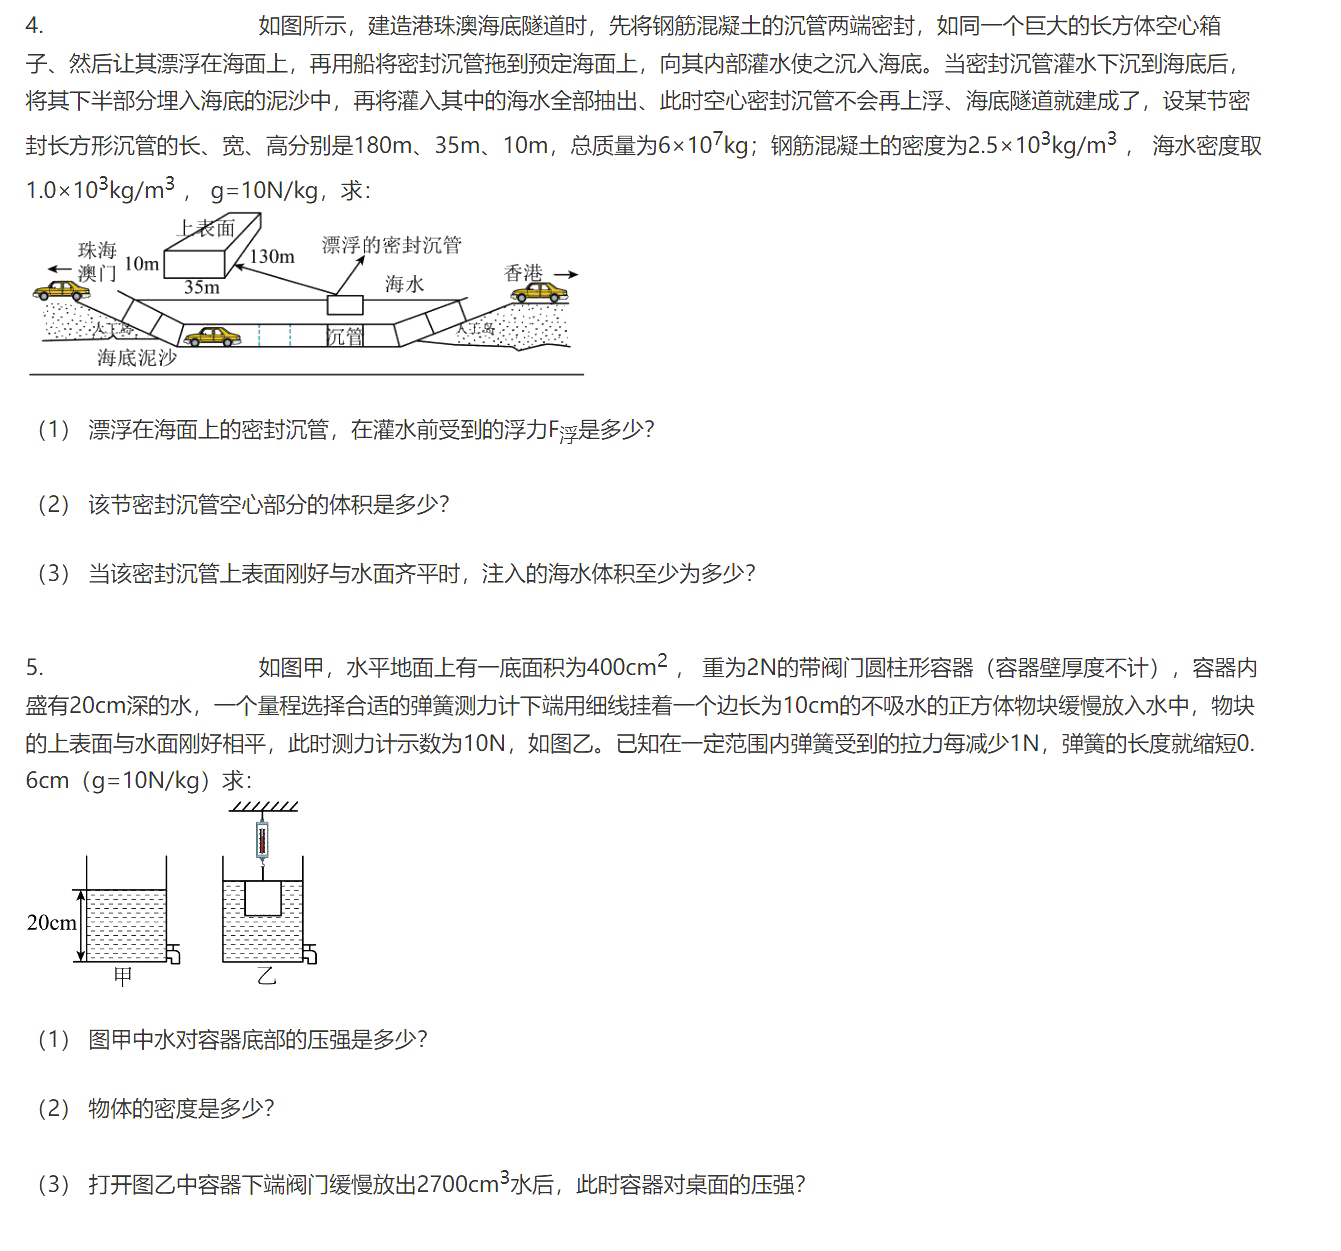 4. 如图所示，建造港珠澳海底隧道时，先将钢筋混凝土的沉管两端密封，如同一个巨大的长方体空心箱
子、然后让其漂浮在海面上，再用船将密封沉管拖到预定海面上，向其内部灌水使之沉入海底。当密封沉管灌水下沉到海底后，
将其下半部分埋入海底的泥沙中，再将灌入其中的海水全部抽出、此时空心密封沉管不会再上浮、海底隧道就建成了，设某节密
封长方形沉管的长、宽、高分别是180m、35m、10m，总质量为6×10⁷kg；钢筋混凝土的密度为2.5×10³kg/m³ ， 海水密度取
1.0×10³kg/m³ ， g=10N/kg，求：
上表面
珠海
澳门
10m
130m
35m
漂浮的密封沉管
海水
香港
人工岛
沉管
人工岛
海底泥沙
（1） 漂浮在海面上的密封沉管，在灌水前受到的浮力F浮是多少？
（2） 该节密封沉管空心部分的体积是多少？
（3） 当该密封沉管上表面刚好与水面齐平时，注入的海水体积至少为多少？
5. 如图甲，水平地面上有一底面积为400cm² ， 重为2N的带阀门圆柱形容器（容器壁厚度不计），容器内
盛有20cm深的水，一个量程选择合适的弹簧测力计下端用细线挂着一个边长为10cm的不吸水的正方体物块缓慢放入水中，物块
的上表面与水面刚好相平，此时测力计示数为10N，如图乙。已知在一定范围内弹簧受到的拉力每减少1N，弹簧的长度就缩短0.
6cm（g=10N/kg）求：
20cm
甲
乙
（1） 图甲中水对容器底部的压强是多少？
（2） 物体的密度是多少？
（3） 打开图乙中容器下端阀门缓慢放出2700cm³水后，此时容器对桌面的压强？